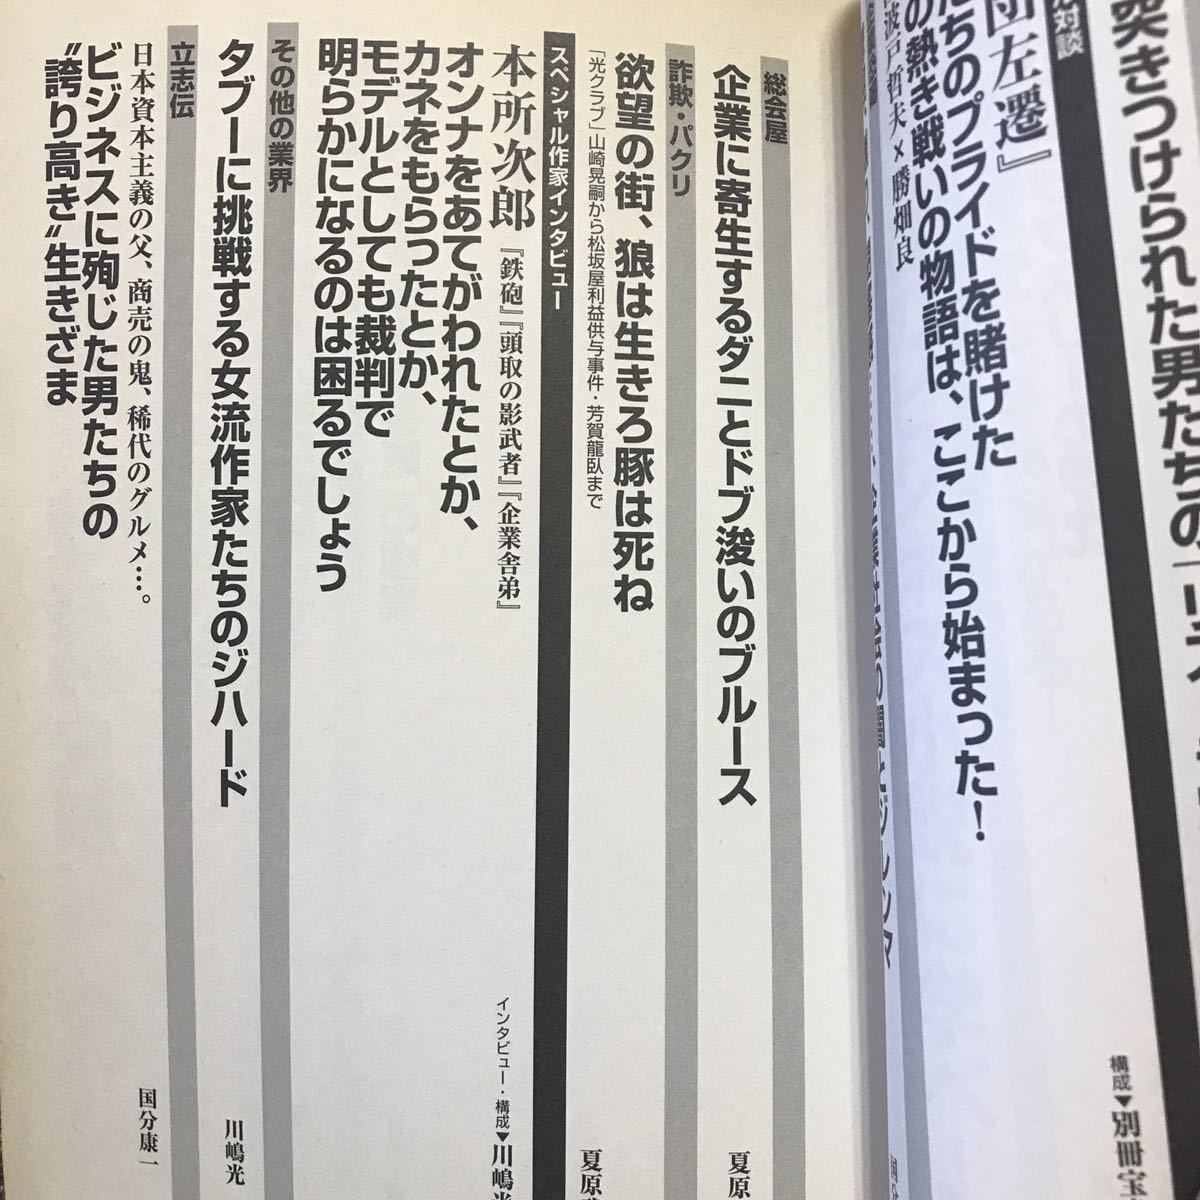 突きつけられた男たちの
対談
団左遷』
たちのプライドを賭けた
の熱き戦いの物語は、ここから始まった!
波戸哲夫×勝畑良
構成▼別冊宝
総会屋
企業に寄生するダニとドブ浚いのブルース
夏原
詐欺・パクリ
欲望の街、狼は生きろ豚は死ね
「光クラブ」山崎晃嗣から松坂屋利益供与事件・芳賀龍臥まで
夏原
スペシャル作家インタビュー
本所次郎『鉄砲』『頭取の影武者』『企業舎弟』
オンナをあてがわれたとか、
カネをもらったとか、
モデルとしても裁判で
明らかになるのは困るでしょう
インタビュー・構成▼川嶋光
その他の業界
タブーに挑戦する女流作家たちのジハード
川嶋光
立志伝
日本資本主義の父、商売の鬼、稀代のグルメ…。
ビジネスに殉じた男たちの
“誇り高き”生きざま
国分康一